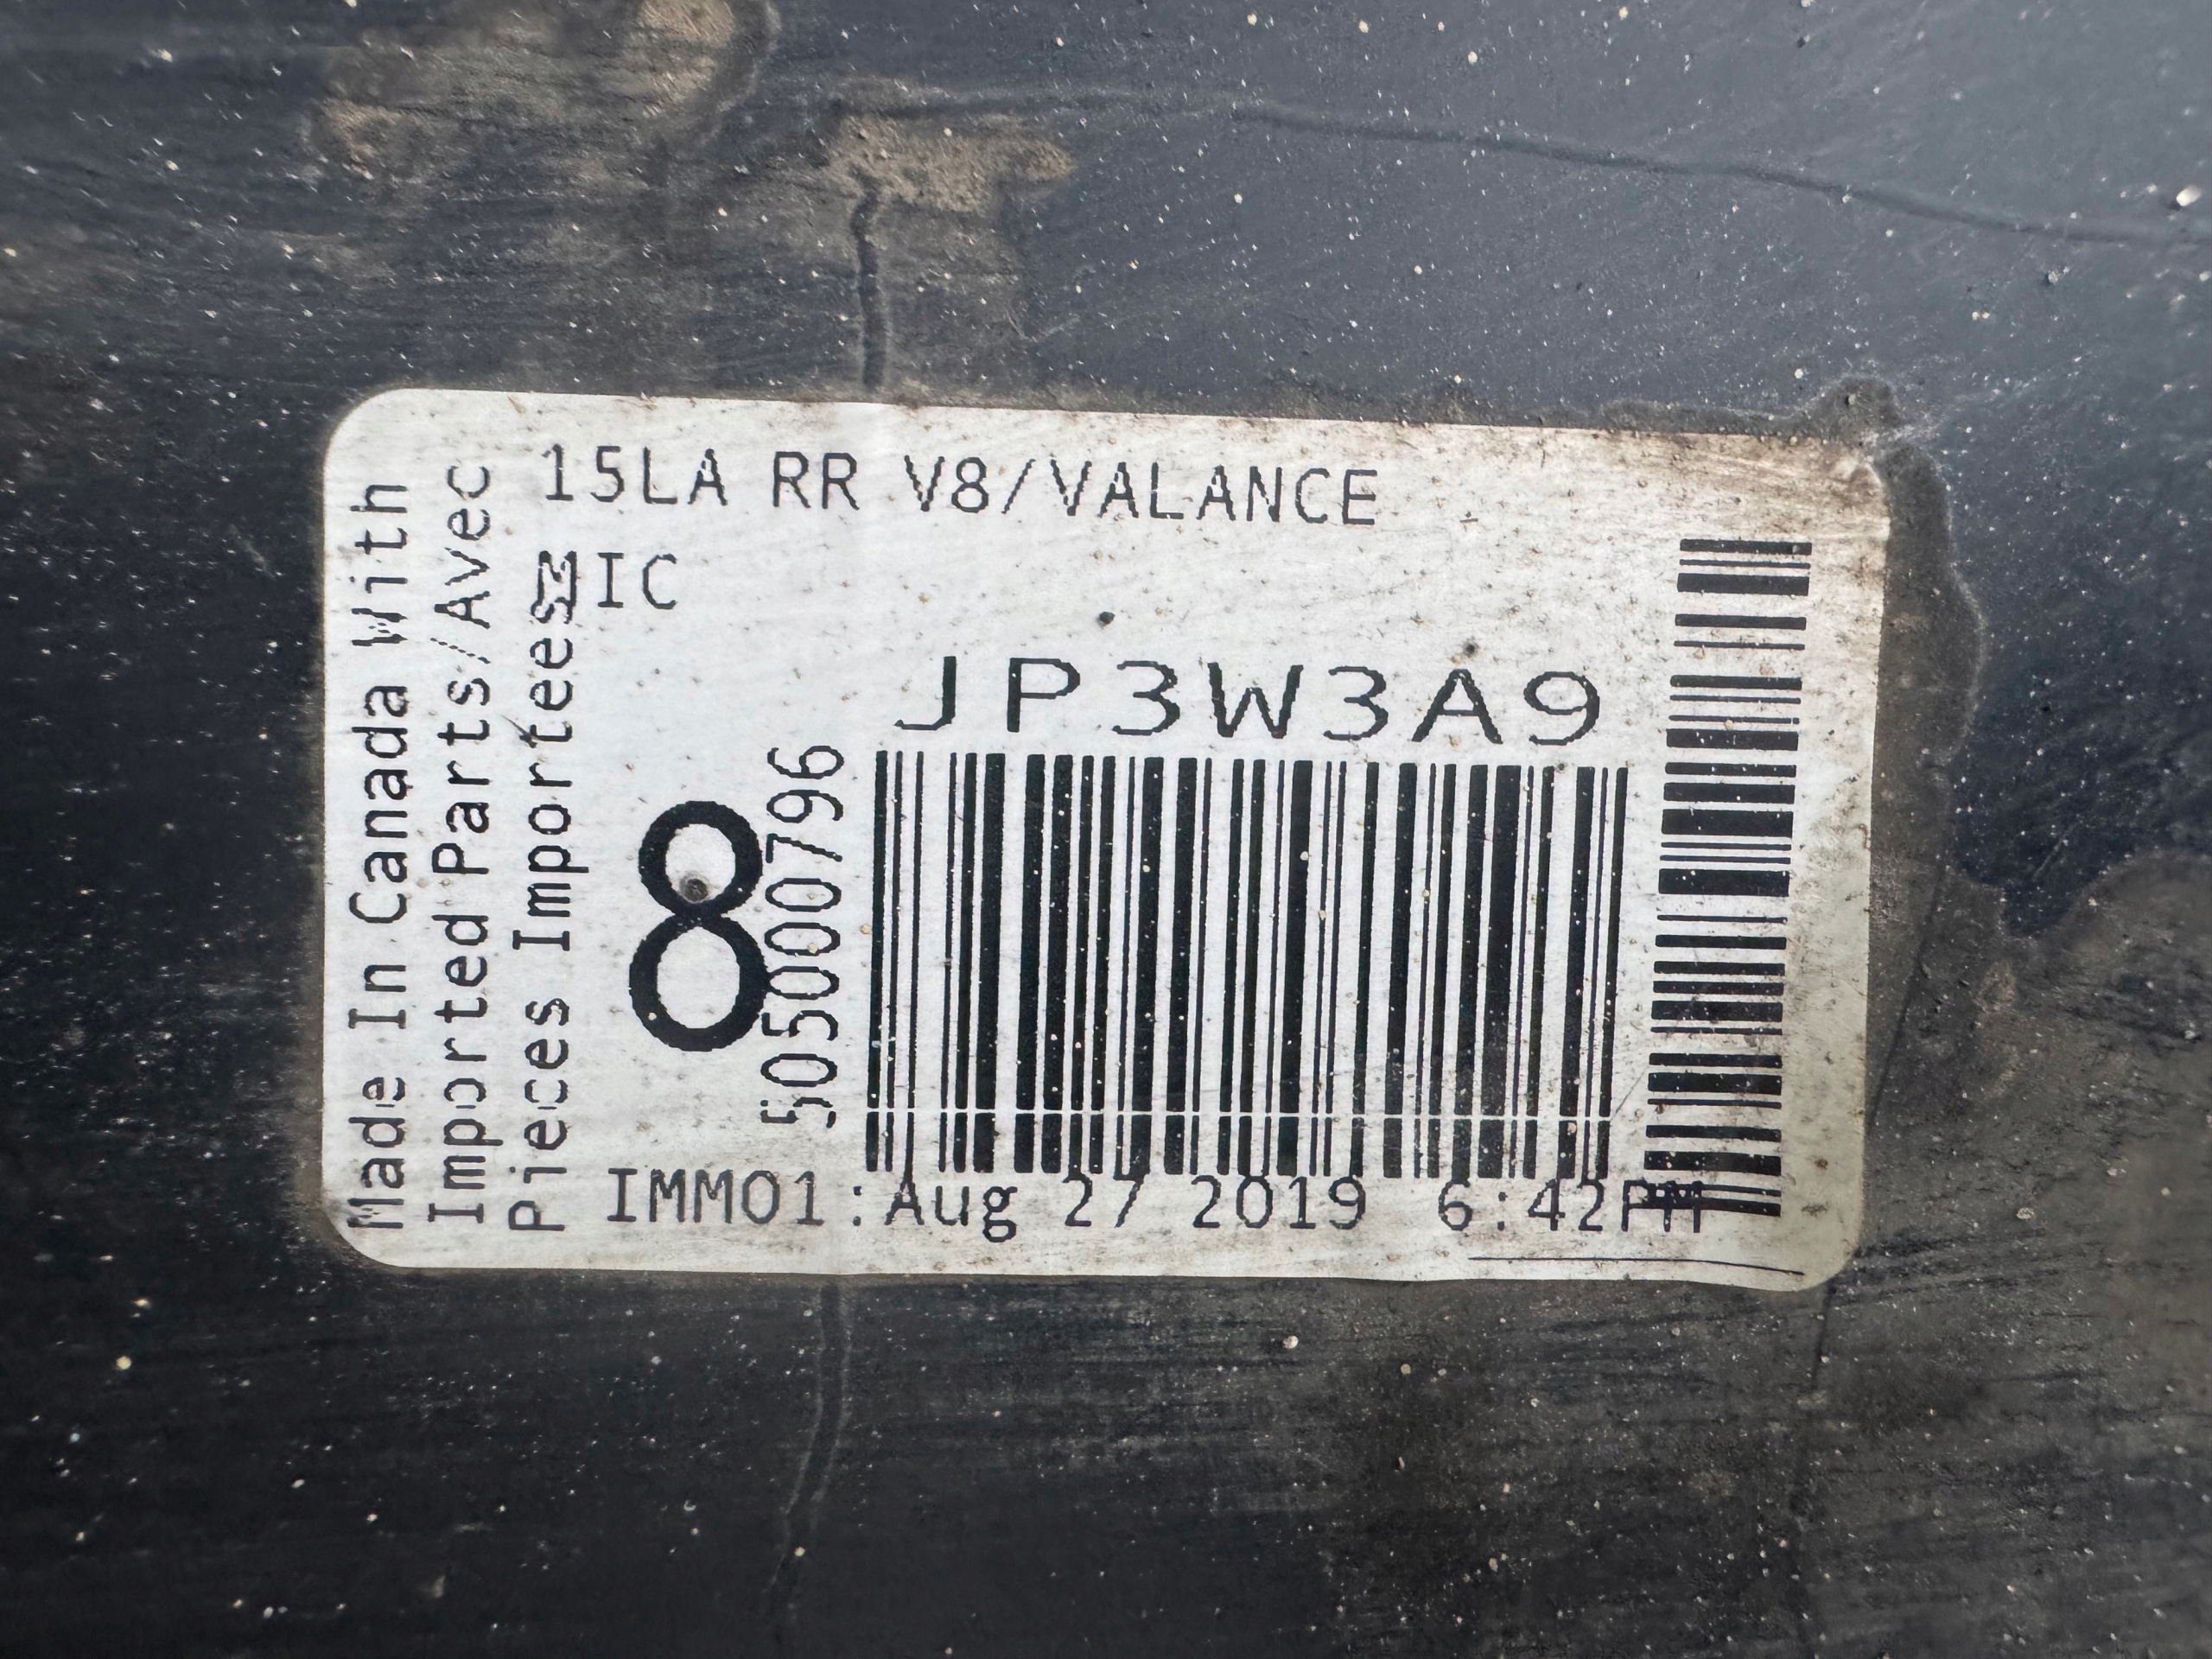 15LA RR V8/VALANCE
IC
JP3W3A9
8
5050000796
IMM01:Aug 27 2019 6:42PM
Made In Canada With
Imported Parts/Avec
Pieces Importees